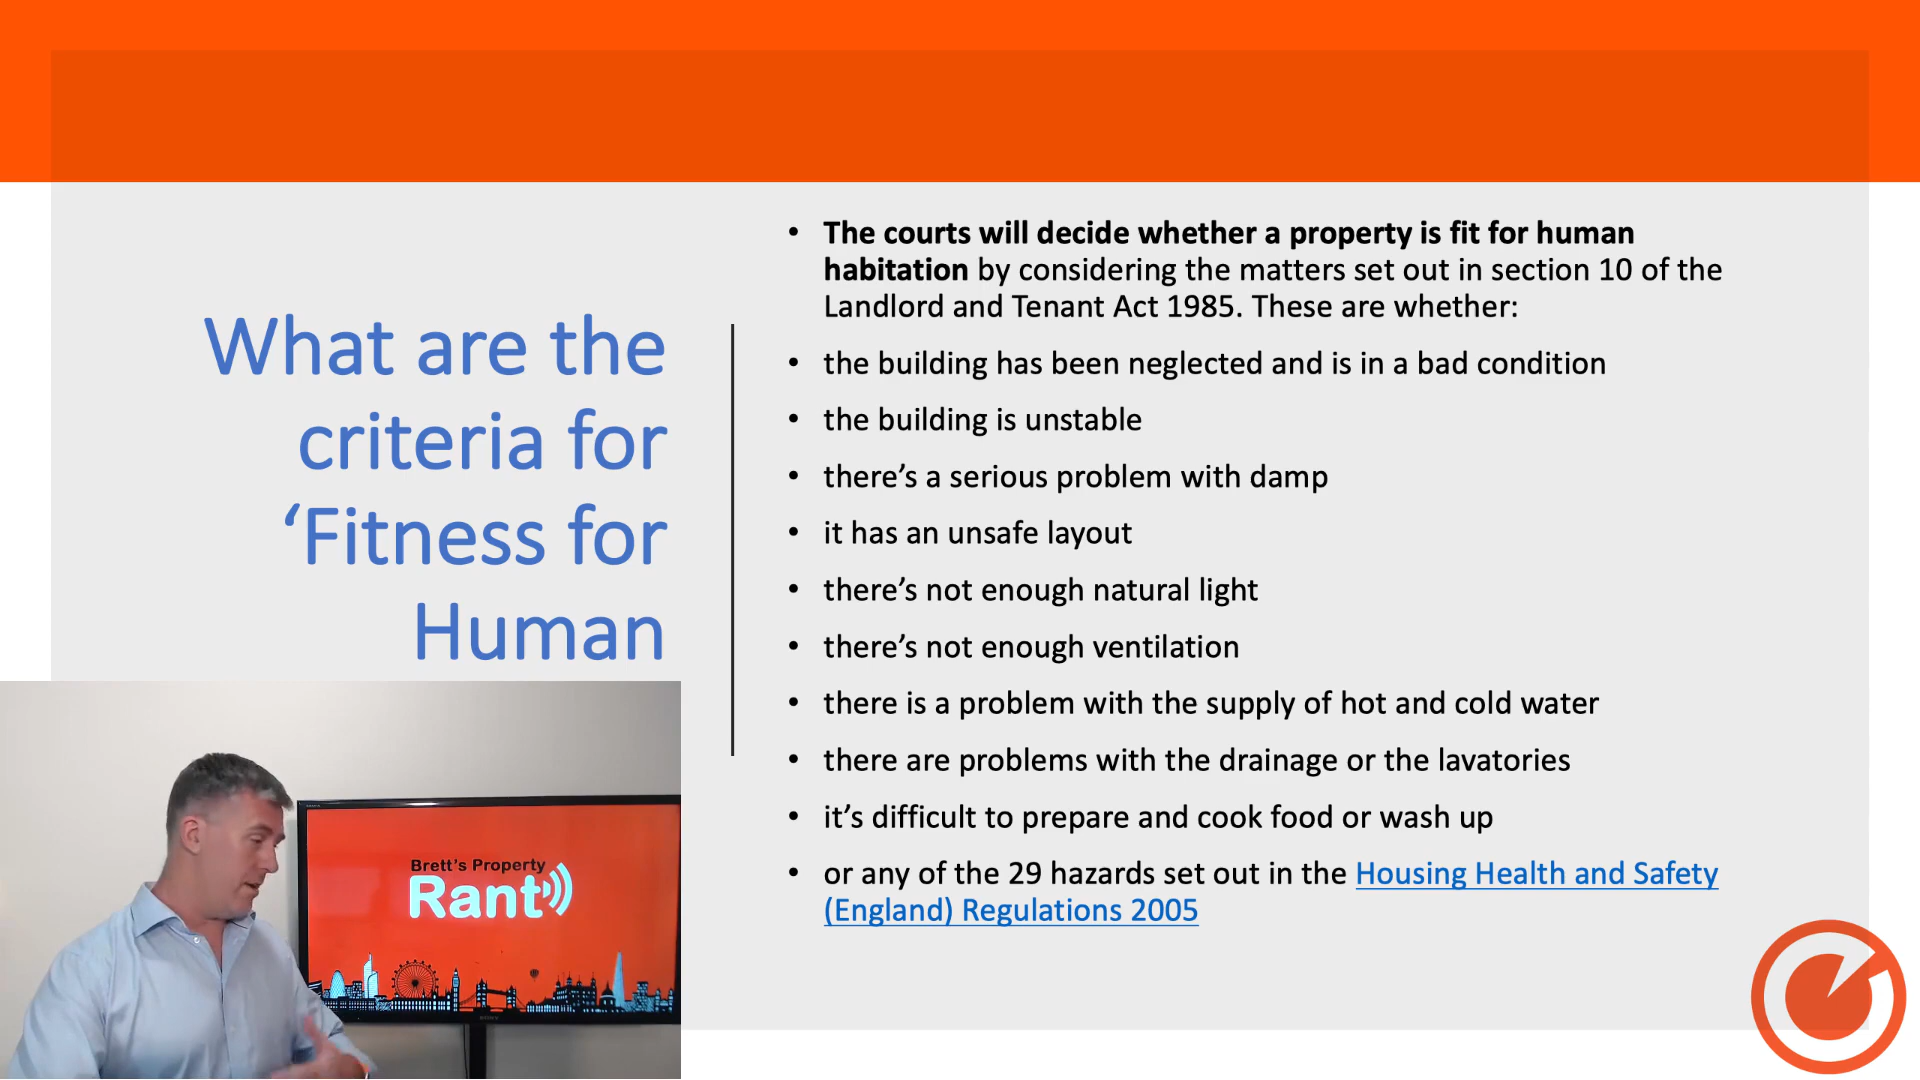 What are the
criteria for
‘Fitness for
Human
• The courts will decide whether a property is fit for human
habitation by considering the matters set out in section 10 of the
Landlord and Tenant Act 1985. These are whether:
• the building has been neglected and is in a bad condition
• the building is unstable
• there’s a serious problem with damp
• it has an unsafe layout
• there’s not enough natural light
• there’s not enough ventilation
• there is a problem with the supply of hot and cold water
• there are problems with the drainage or the lavatories
• it’s difficult to prepare and cook food or wash up
• or any of the 29 hazards set out in the Housing Health and Safety
(England) Regulations 2005
Brett’s Property
Rant
SONY